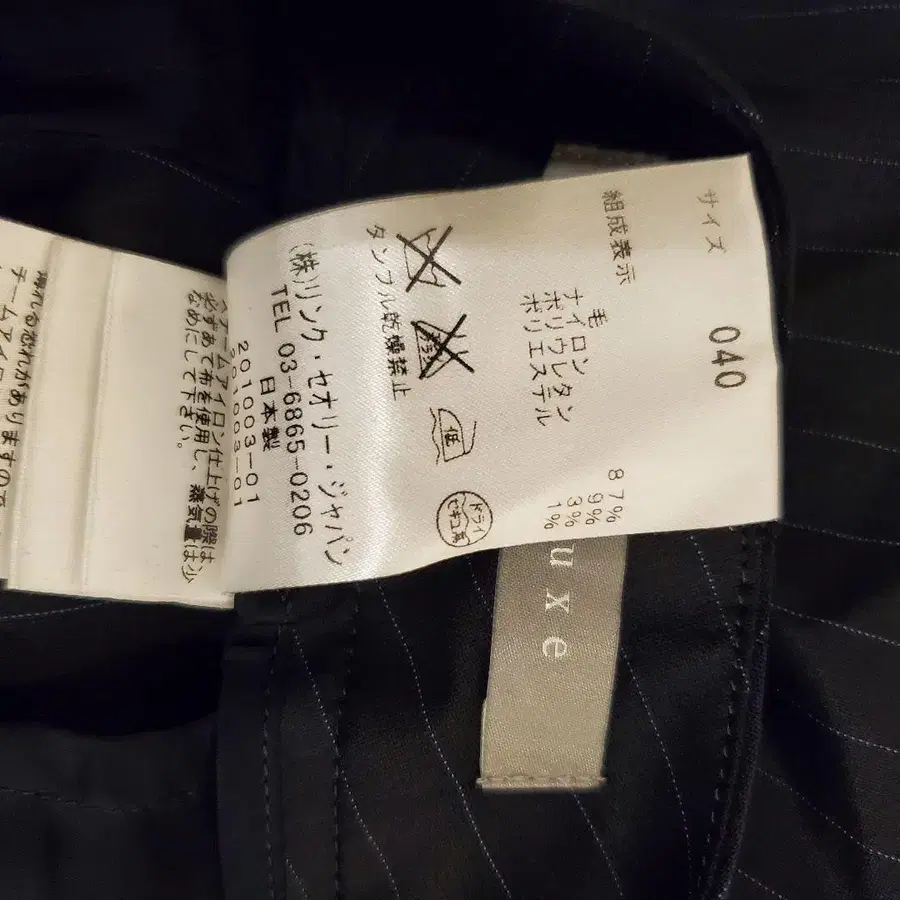 サイズ
040
組成表示
毛 87%
ナイロン 9%
ポリウレタン 3%
ポリエステル 1%
低
ドライ
セキユ系
タンブル乾燥禁止
(株)リンク・セオリー・ジャパン
TEL 03-6865-0206
日本製
201003-01
201003-01
スチームアイロン仕上げの際は
必ずあて布を使用し、蒸気量は少
なめにして下さい。
uxe